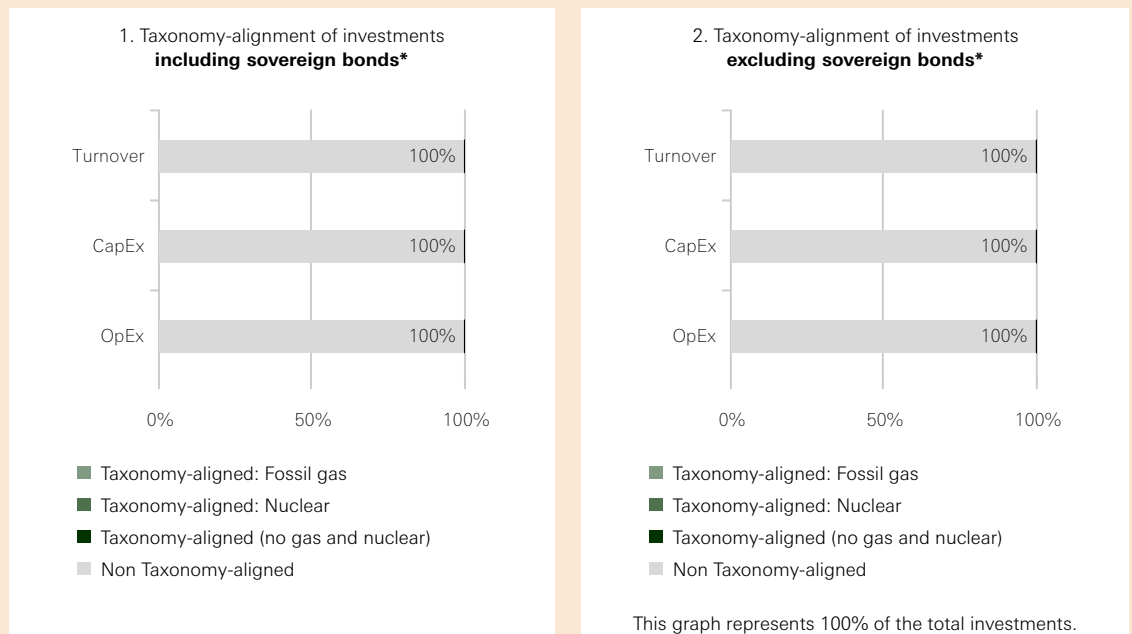 1. Taxonomy-alignment of investments
including sovereign bonds*
Turnover
100%
CapEx
100%
OpEx
100%
0%
50%
100%
Taxonomy-aligned: Fossil gas
Taxonomy-aligned: Nuclear
Taxonomy-aligned (no gas and nuclear)
Non Taxonomy-aligned
2. Taxonomy-alignment of investments
excluding sovereign bonds*
Turnover
100%
CapEx
100%
OpEx
100%
0%
50%
100%
Taxonomy-aligned: Fossil gas
Taxonomy-aligned: Nuclear
Taxonomy-aligned (no gas and nuclear)
Non Taxonomy-aligned
This graph represents 100% of the total investments.